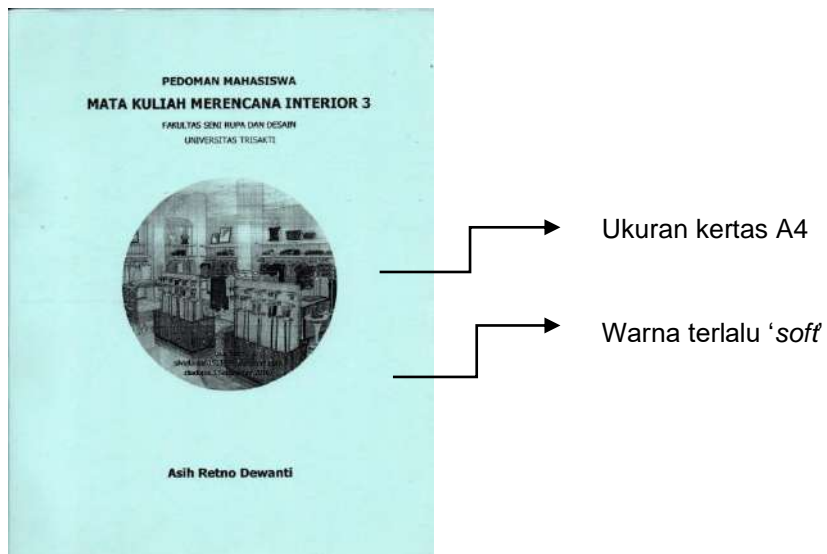 PEDOMAN MAHASISWA
MATA KULIAH MERENCANA INTERIOR 3
FAKULTAS SENI RUPA DAN DESAIN
UNIVERSITAS TRISAKTI
Asih Retno Dewanti
Ukuran kertas A4
Warna terlalu ‘soft’